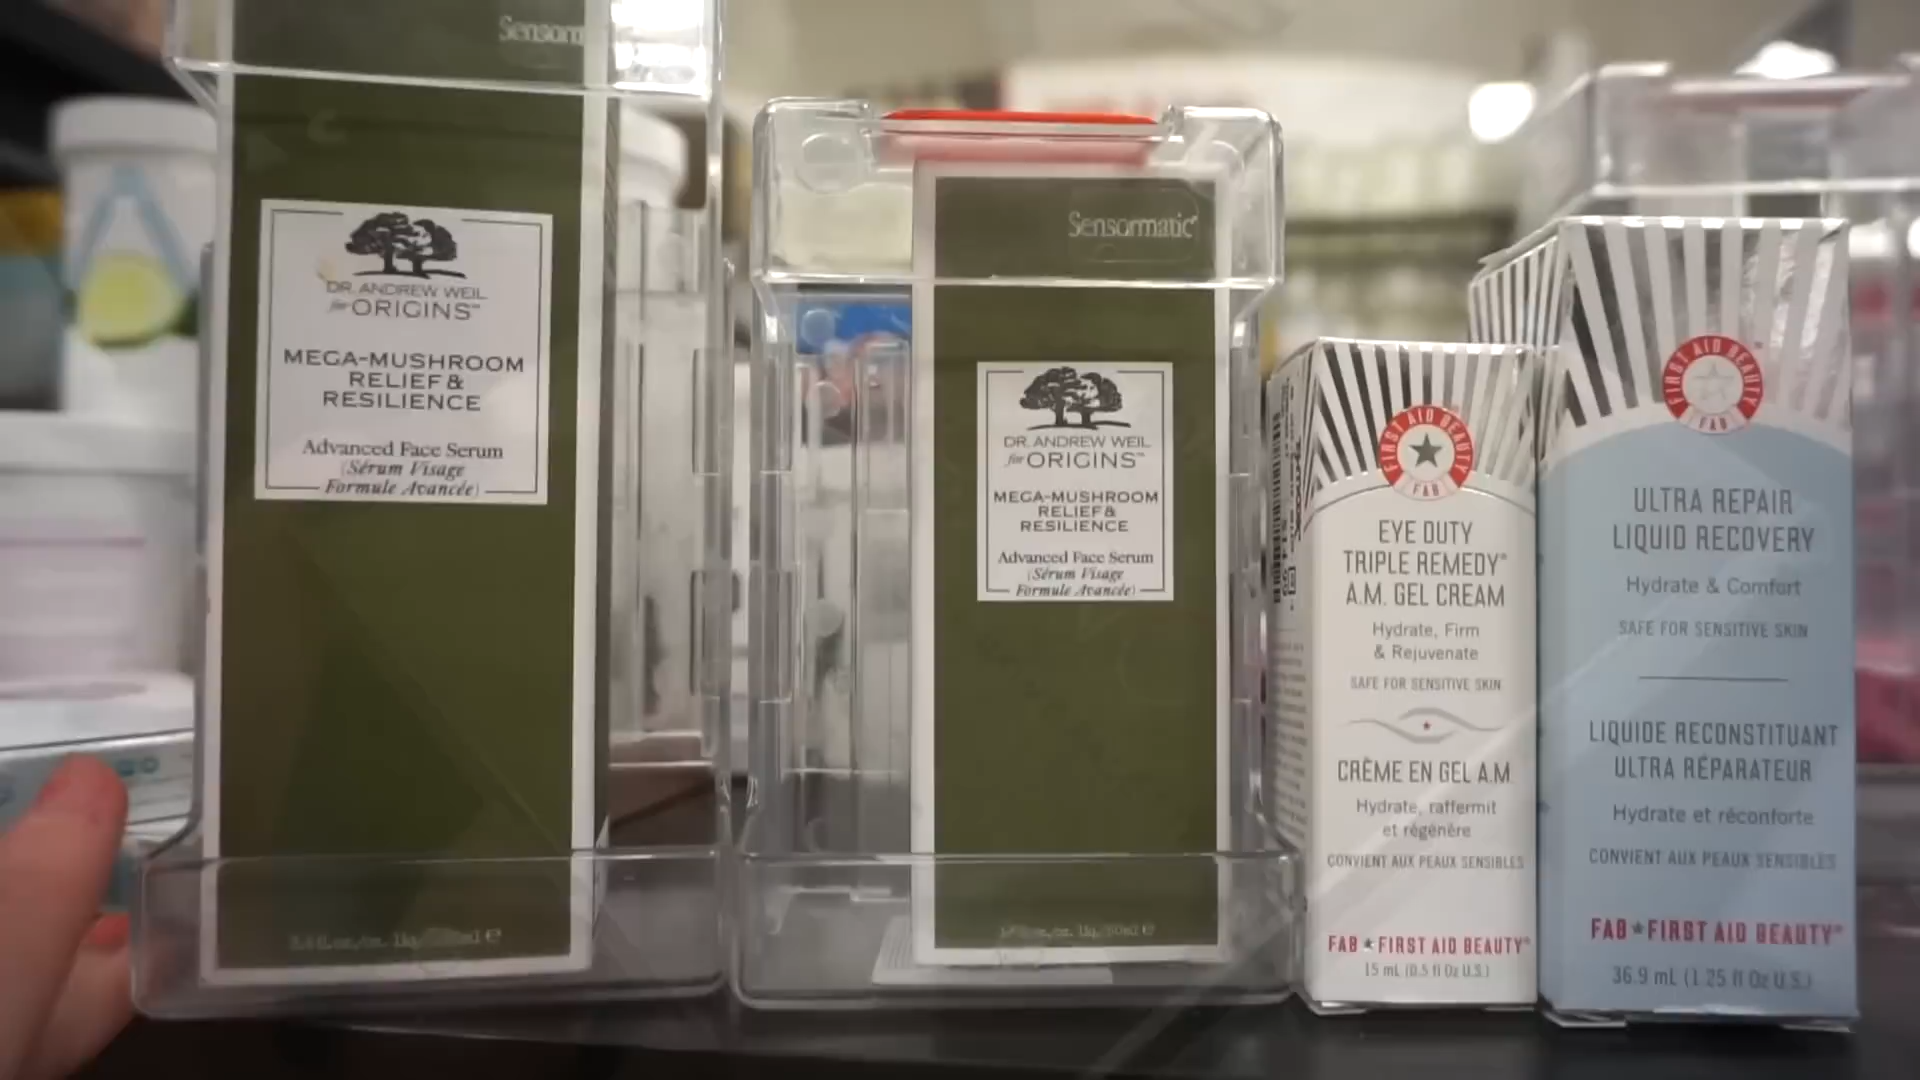 Sensorm
DR. ANDREW WEIL
for ORIGINS™
MEGA-MUSHROOM
RELIEF &
RESILIENCE
Advanced Face Serum
(Sérum Visage
Formule Avancée)
Sensormatic
DR. ANDREW WEIL
for ORIGINS™
MEGA-MUSHROOM
RELIEF &
RESILIENCE
Advanced Face Serum
(Sérum Visage
Formule Avancée)
FIRST AID BEAUTY
FAB
EYE DUTY
TRIPLE REMEDY®
A.M. GEL CREAM
Hydrate, Firm
& Rejuvenate
SAFE FOR SENSITIVE SKIN
CRÈME EN GEL A.M.
Hydrate, raffermit
et régénère
CONVIENT AUX PEAUX SENSIBLES
FAB FIRST AID BEAUTY®
15 mL (0.5 fl Oz U.S.)
FIRST AID BEAUTY
FAB
ULTRA REPAIR
LIQUID RECOVERY
Hydrate & Comfort
SAFE FOR SENSITIVE SKIN
LIQUIDE RECONSTITUANT
ULTRA RÉPARATEUR
Hydrate et réconforte
CONVIENT AUX PEAUX SENSIBLES
FAB FIRST AID BEAUTY®
36.9 mL (1.25 fl Oz U.S.)